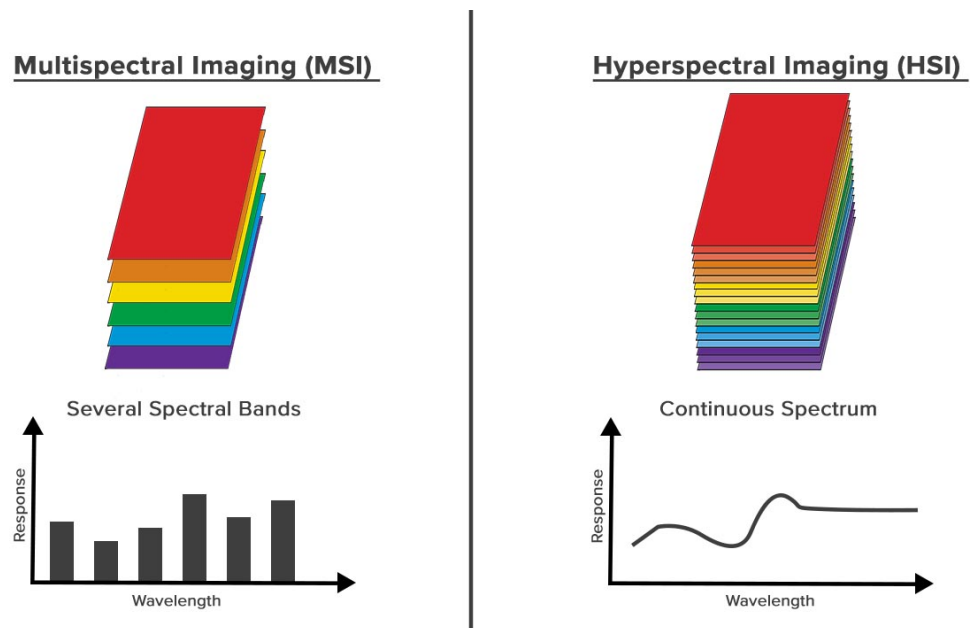 Multispectral Imaging (MSI)
Several Spectral Bands
Response
Wavelength
Hyperspectral Imaging (HSI)
Continuous Spectrum
Response
Wavelength